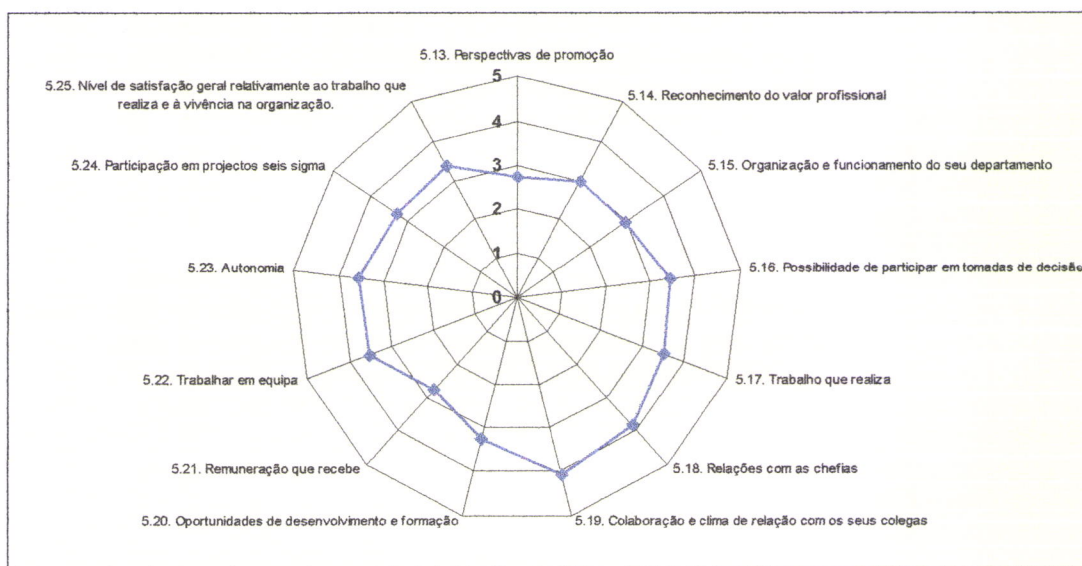 5.13. Perspectivas de promoção
5.25. Nível de satisfação geral relativamente ao trabalho que
realiza e à vivência na organização.
5.14. Reconhecimento do valor profissional
5.24. Participação em projectos seis sigma
5.15. Organização e funcionamento do seu departamento
5.23. Autonomia
5.16. Possibilidade de participar em tomadas de decisão
5.22. Trabalhar em equipa
5.17. Trabalho que realiza
5.21. Remuneração que recebe
5.18. Relações com as chefias
5.20. Oportunidades de desenvolvimento e formação
5.19. Colaboração e clima de relação com os seus colegas
5
4
3
2
1
0